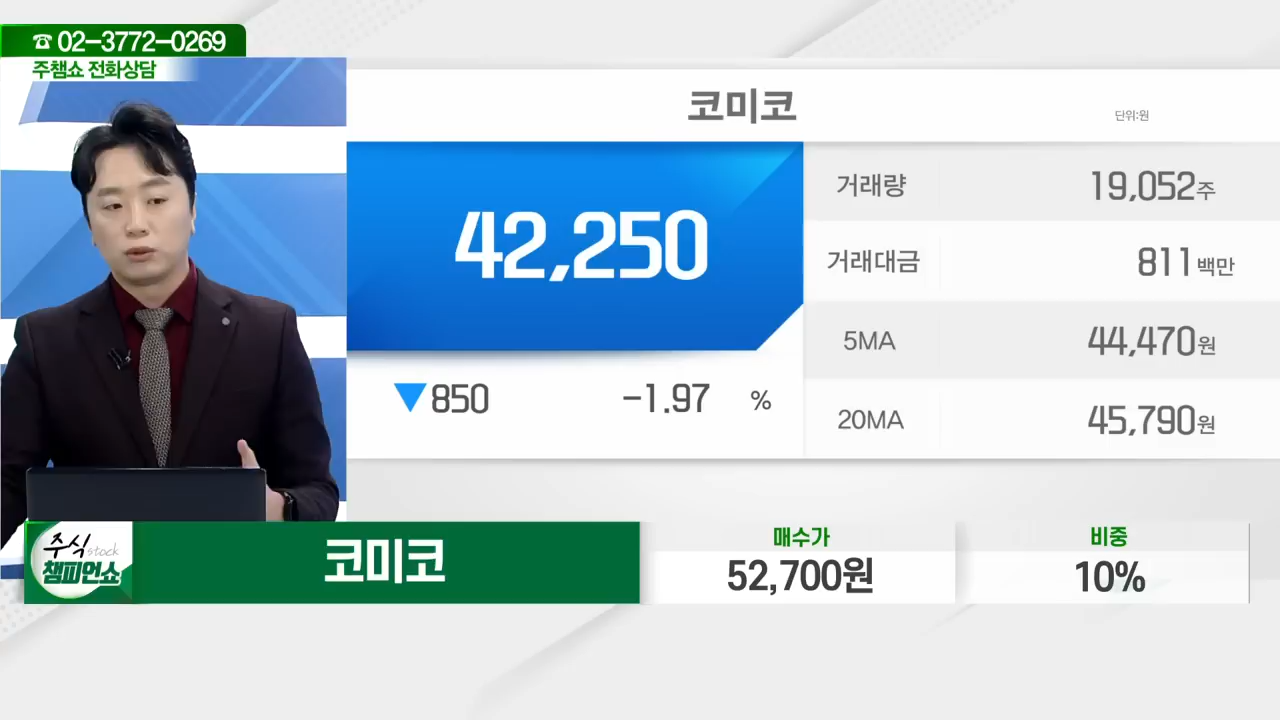 ☎ 02-3772-0269
주챔쇼 전화상담
코미코
단위:원
42,250
▼850 -1.97 %
거래량 19,052주
거래대금 811백만
5MA 44,470원
20MA 45,790원
주식 stock
챔피언쇼
코미코
매수가
52,700원
비중
10%